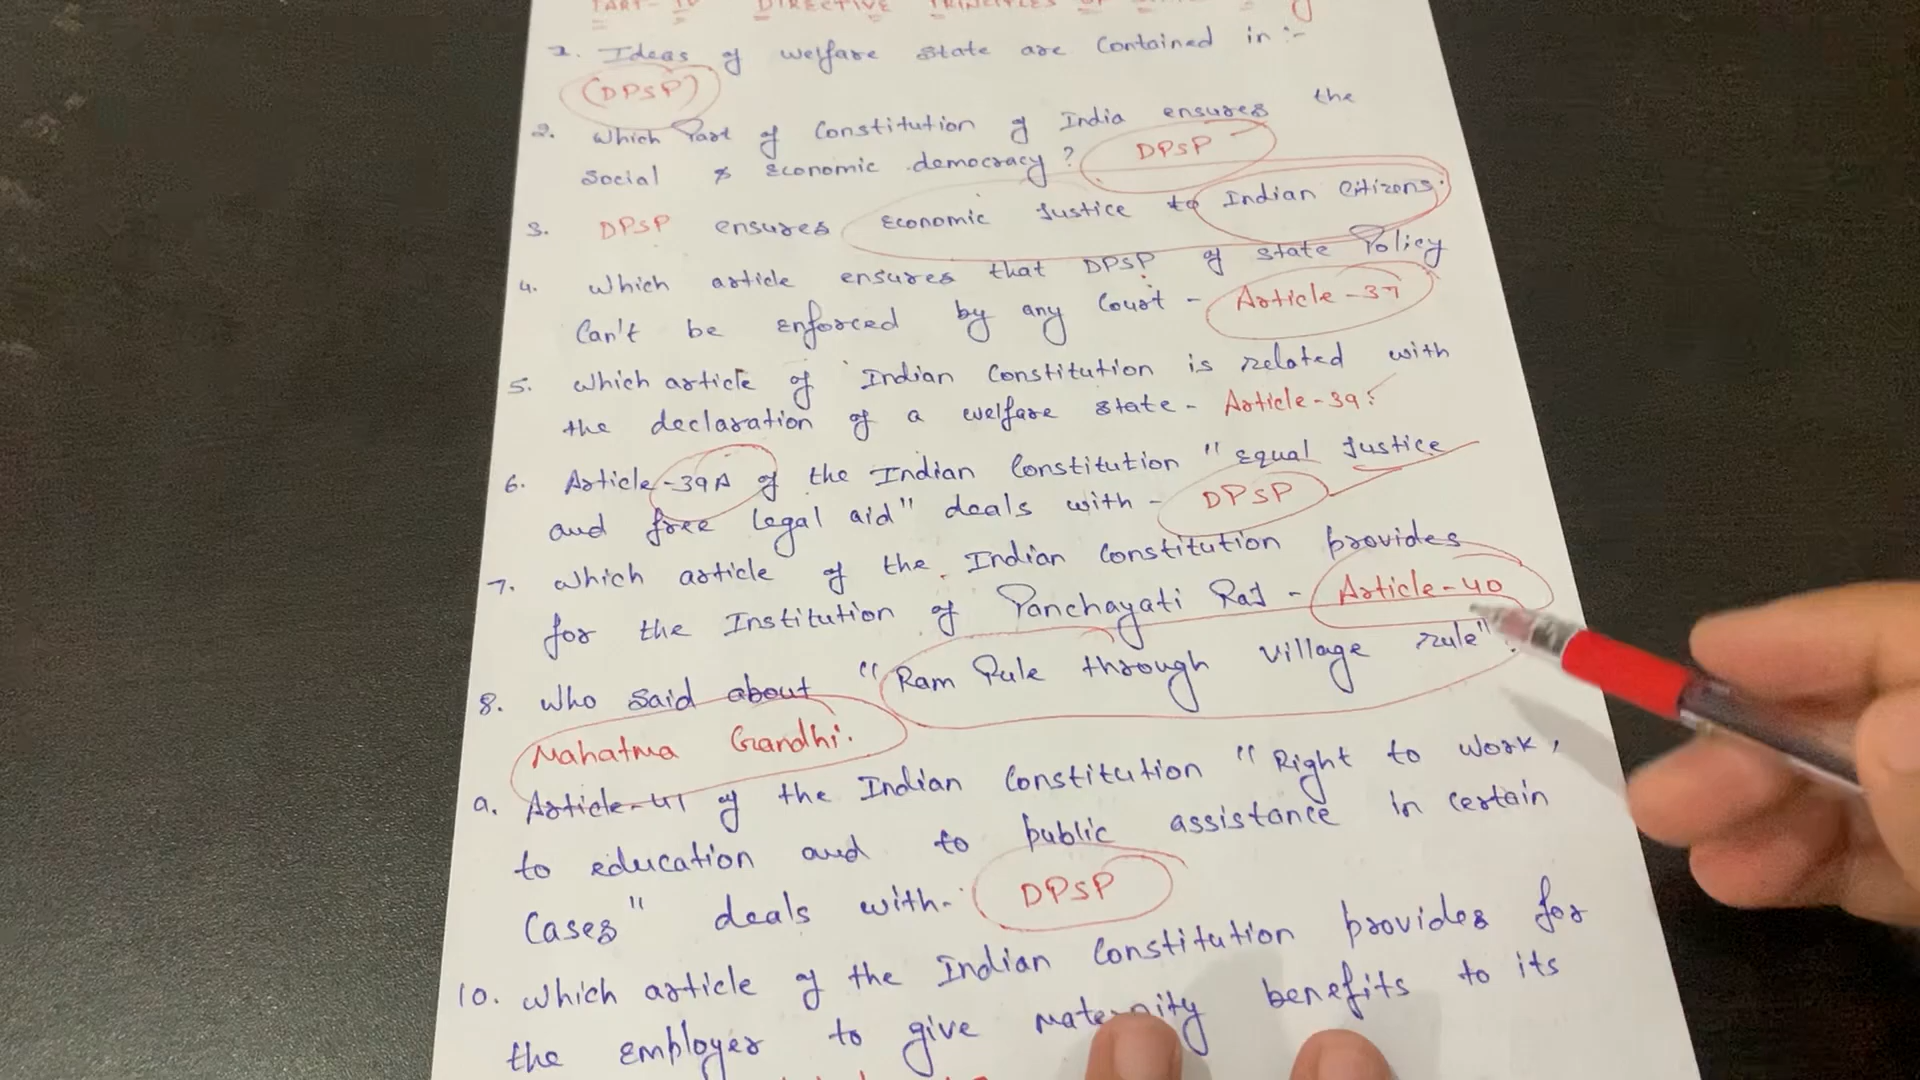 PART- IV DIRECTIVE PRINCIPLES OF
1. Ideas of welfare state are contained in :-
(DPSP)
2. Which Part of Constitution of India ensures the
social & Economic democracy? DPSP
3. DPSP ensures Economic Justice to Indian Citizens.
4. Which article ensures that DPSP of state Policy
Can't be enforced by any Court - Article-37
5. Which article of Indian Constitution is related with
the declaration of a welfare state - Article-39
6. Article-39A of the Indian Constitution "equal Justice
and free legal aid" deals with - DPSP
7. Which article of the Indian Constitution provides
for the Institution of Panchayati Raj - Article-40
8. Who said about "Ram Rule through village rule"
Mahatma Gandhi.
9. Article-41 of the Indian Constitution "Right to work,
to education and to public assistance in certain
Cases" deals with- DPSP
10. Which article of the Indian Constitution provides for
the employer to give maternity benefits to its